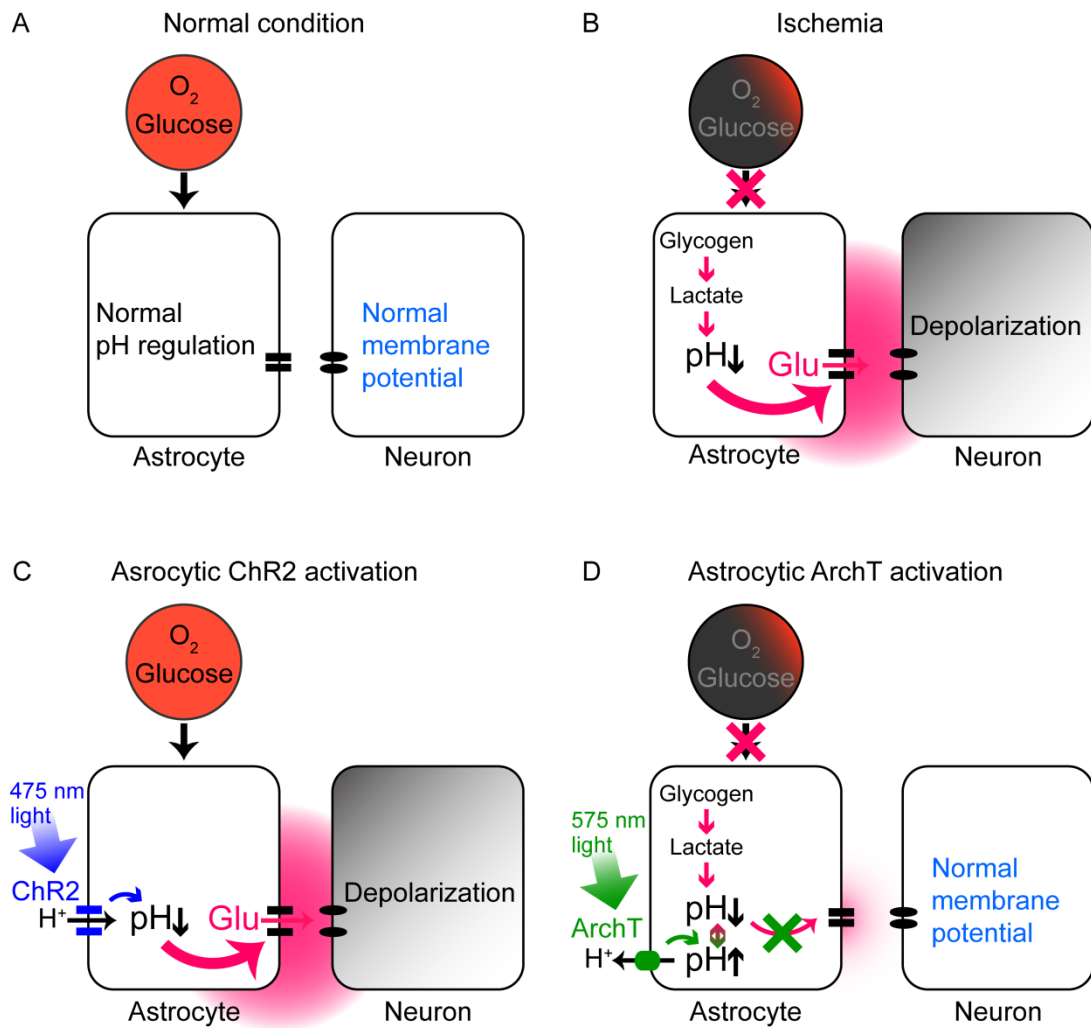 A
Normal condition
O₂
Glucose
Normal
pH regulation
Normal
membrane
potential
Astrocyte
Neuron
B
Ischemia
O₂
Glucose
Glycogen
Lactate
pH
Glu
Depolarization
Astrocyte
Neuron
C
Asrocytic ChR2 activation
O₂
Glucose
475 nm
light
ChR2
H⁺
pH
Glu
Depolarization
Astrocyte
Neuron
D
Astrocytic ArchT activation
O₂
Glucose
Glycogen
575 nm
light
Lactate
pH
ArchT
H⁺
pH
Normal
membrane
potential
Astrocyte
Neuron